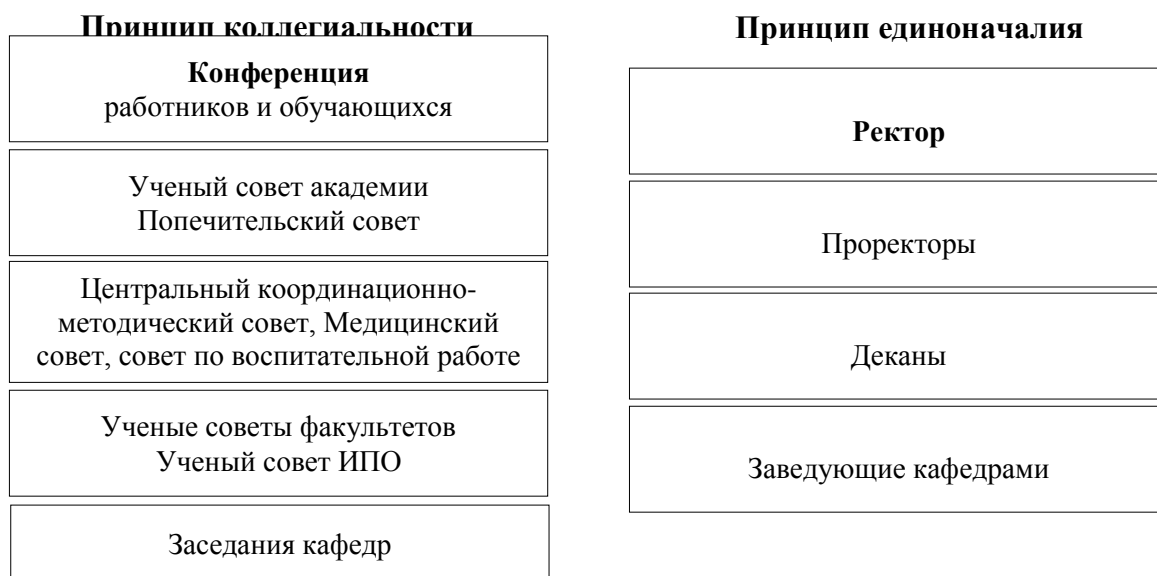 Принцип коллегиальности
Конференция
работников и обучающихся
Ученый совет академии
Попечительский совет
Центральный координационно-
методический совет, Медицинский
совет, совет по воспитательной работе
Ученые советы факультетов
Ученый совет ИПО
Заседания кафедр
Принцип единоначалия
Ректор
Проректоры
Деканы
Заведующие кафедрами